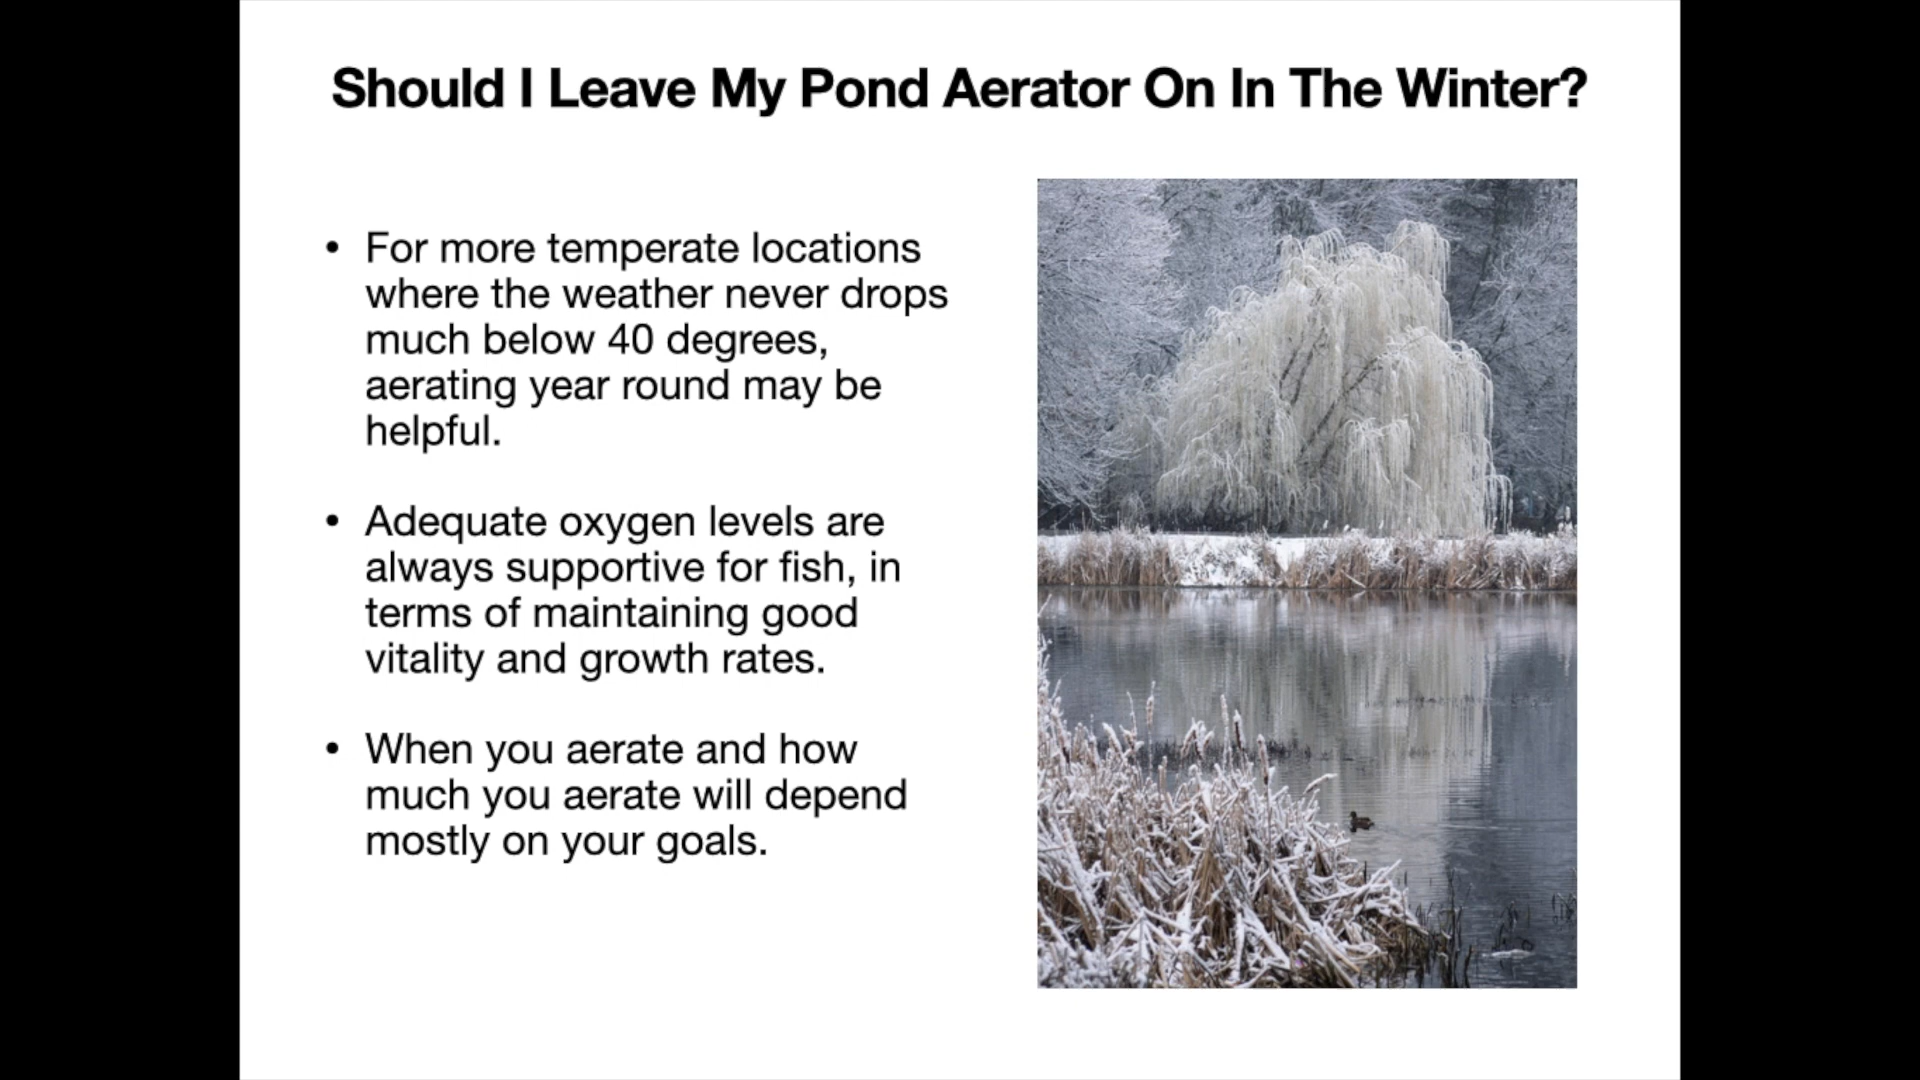 Should I Leave My Pond Aerator On In The Winter?
• For more temperate locations
where the weather never drops
much below 40 degrees,
aerating year round may be
helpful.
• Adequate oxygen levels are
always supportive for fish, in
terms of maintaining good
vitality and growth rates.
• When you aerate and how
much you aerate will depend
mostly on your goals.